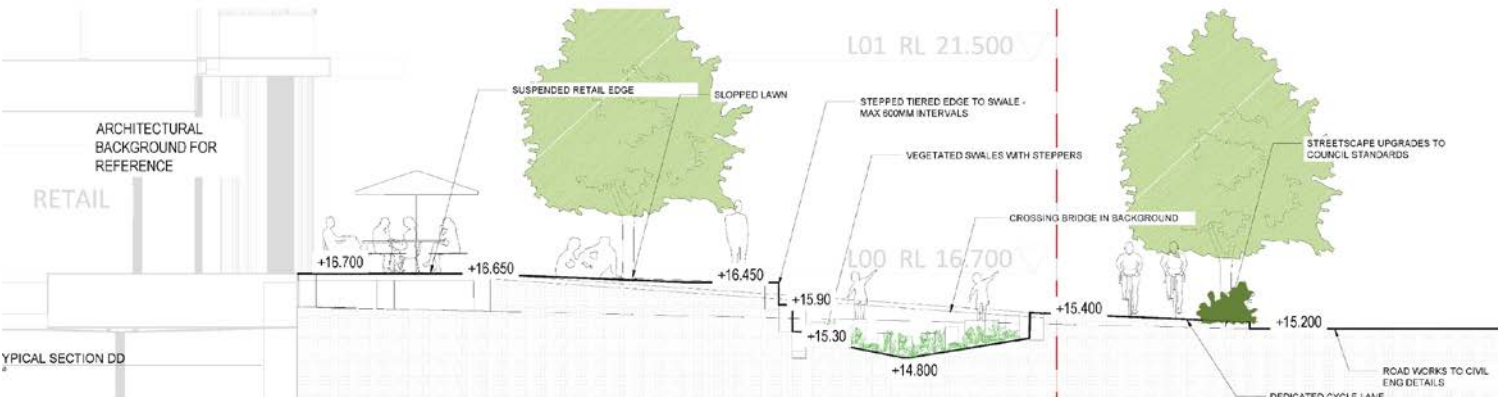 L01 RL 21.500
SUSPENDED RETAIL EDGE
SLOPPED LAWN
STEPPED TIERED EDGE TO SWALE -
MAX 600MM INTERVALS
ARCHITECTURAL
BACKGROUND FOR
REFERENCE
STREETSCAPE UPGRADES TO
COUNCIL STANDARDS
VEGETATED SWALES WITH STEPPERS
RETAIL
CROSSING BRIDGE IN BACKGROUND
L00 RL 16.700
+16.700
+16.650
+16.450
+15.90
+15.400
+15.200
+15.30
+14.800
YPICAL SECTION DD
ROAD WORKS TO CIVIL
ENG DETAILS
DEDICATED CYCLE LANE